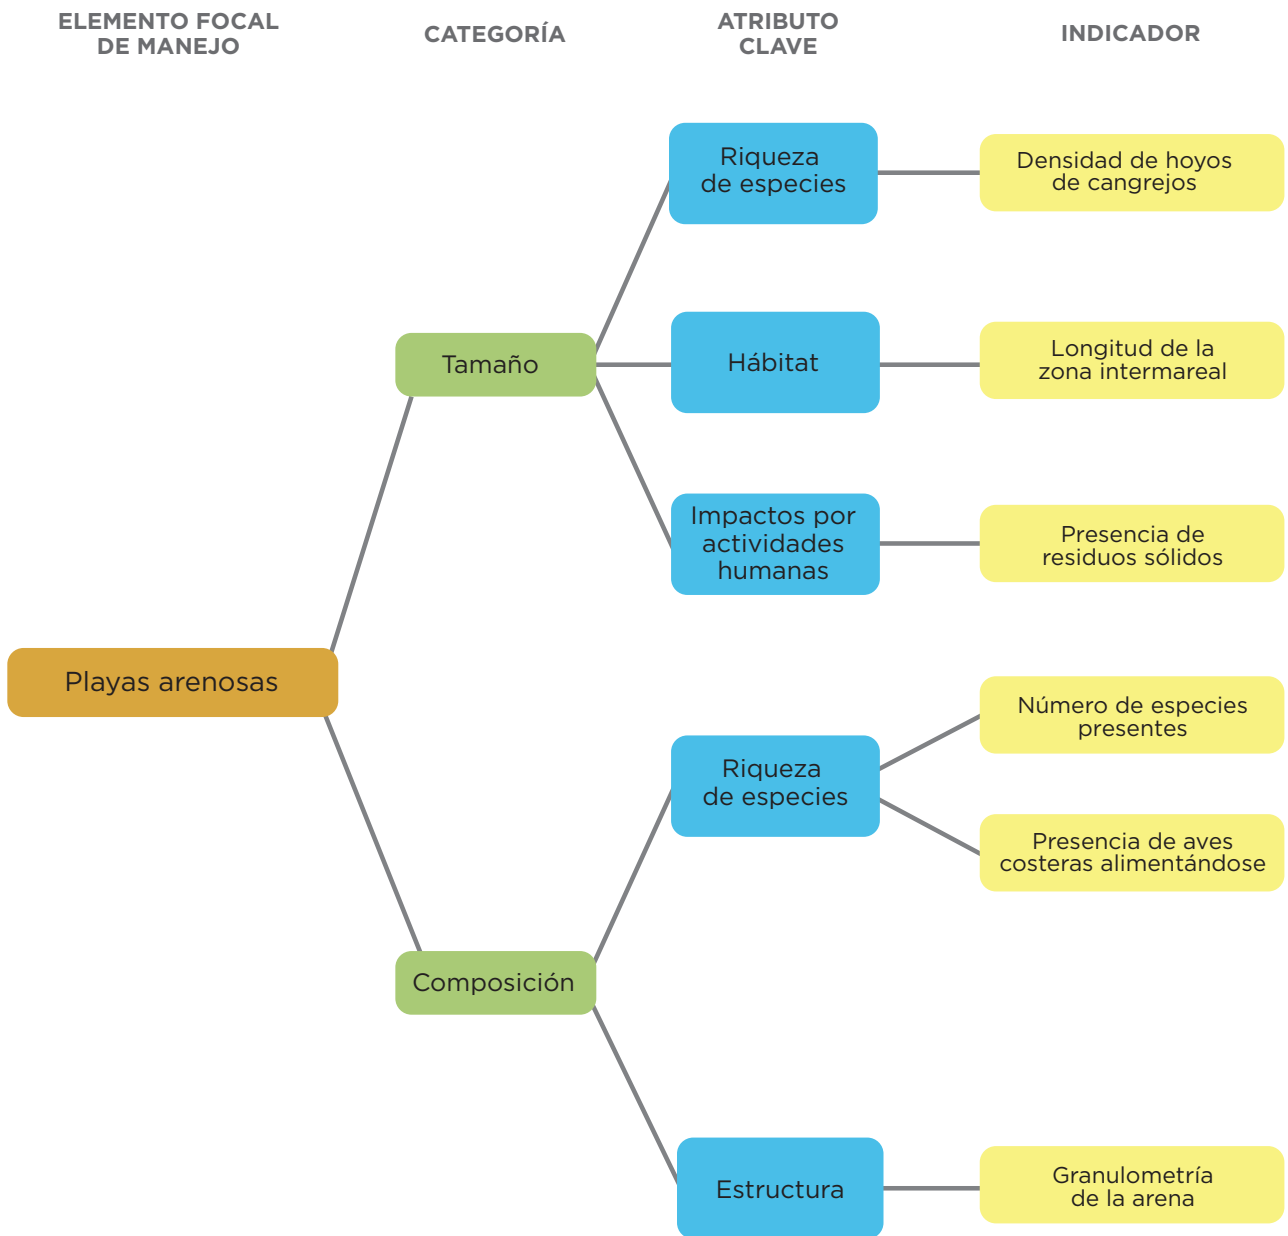 ELEMENTO FOCAL
DE MANEJO
CATEGORÍA
ATRIBUTO
CLAVE
INDICADOR
Riqueza
de especies
Densidad de hoyos
de cangrejos
Tamaño
Hábitat
Longitud de la
zona intermareal
Impactos por
actividades
humanas
Presencia de
residuos sólidos
Playas arenosas
Riqueza
de especies
Número de especies
presentes
Presencia de aves
costeras alimentándose
Composición
Estructura
Granulometría
de la arena